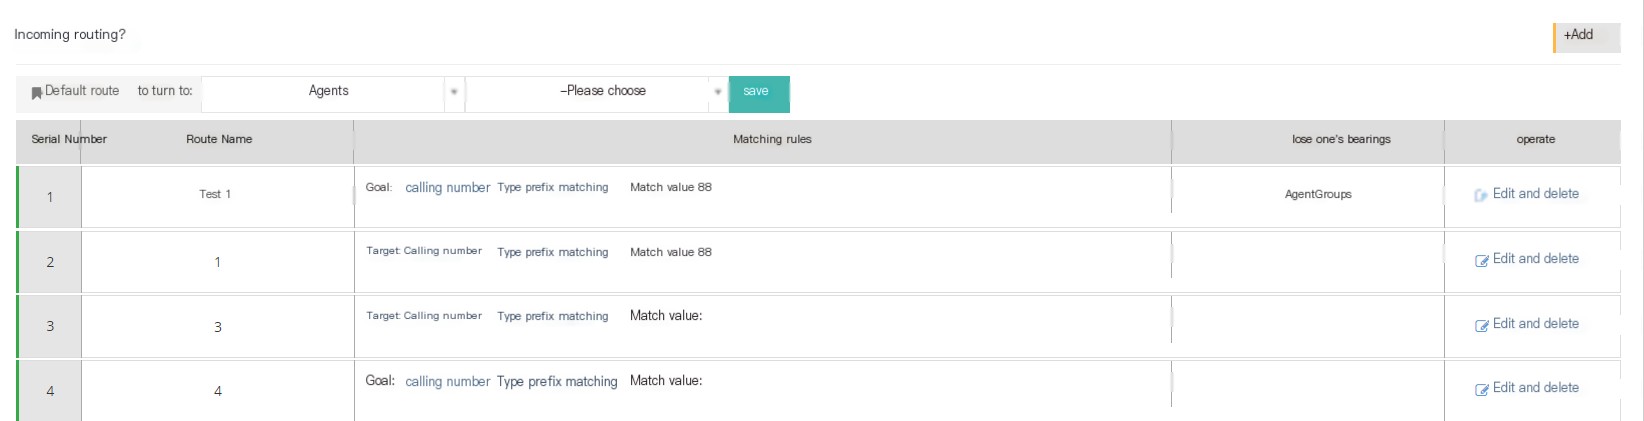 Incoming routing?
+Add
Default route to turn to: Agents –Please choose save
Serial Number Route Name Matching rules lose one's bearings operate
1 Test 1 Goal: calling number Type prefix matching Match value 88 AgentGroups Edit and delete
2 1 Target: Calling number Type prefix matching Match value 88 Edit and delete
3 3 Target: Calling number Type prefix matching Match value: Edit and delete
4 4 Goal: calling number Type prefix matching Match value: Edit and delete